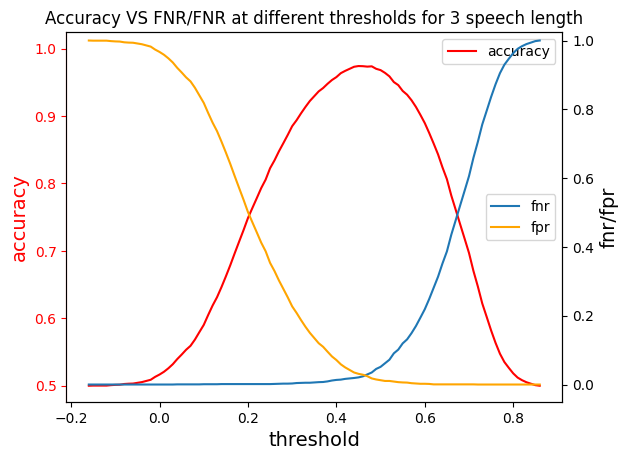 Accuracy VS FNR/FNR at different thresholds for 3 speech length
accuracy
1.0
0.9
0.8
0.7
0.6
0.5
accuracy
fnr
fpr
1.0
0.8
0.6
0.4
0.2
0.0
fnr/fpr
−0.2
0.0
0.2
0.4
0.6
0.8
threshold